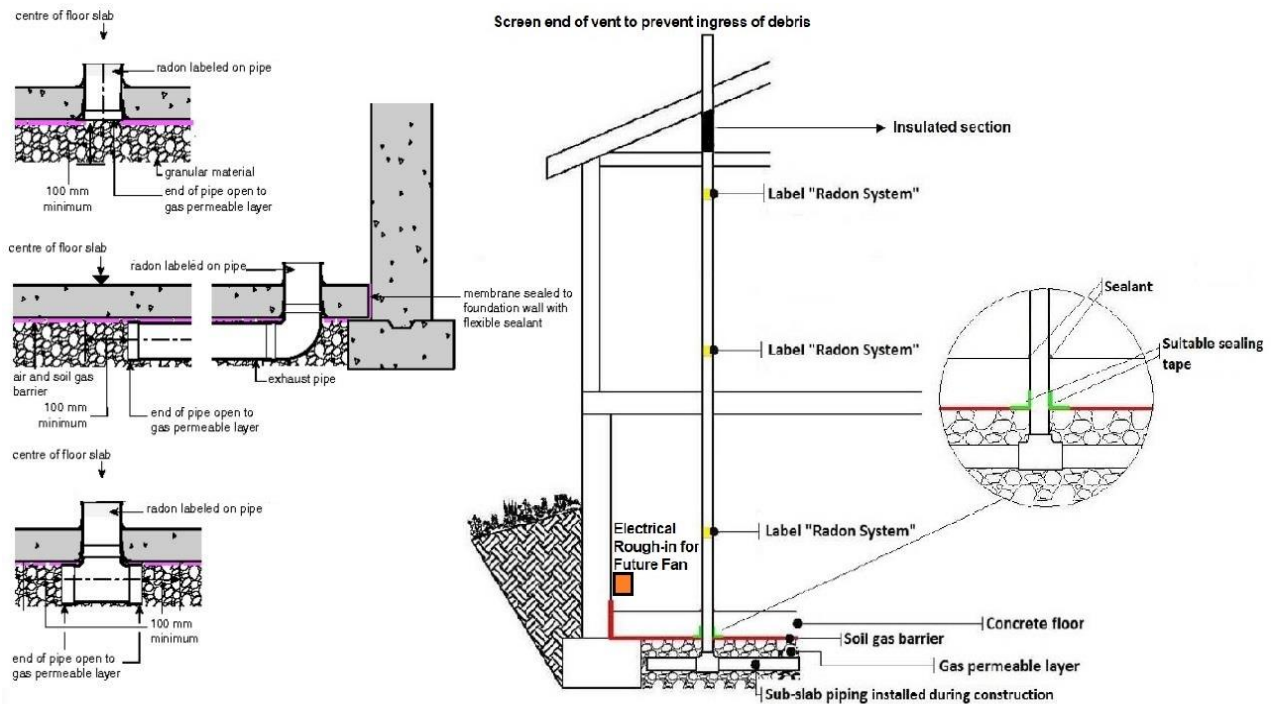 centre of floor slab
radon labeled on pipe
granular material
100 mm
minimum
end of pipe open to
gas permeable layer
centre of floor slab
radon labeled on pipe
membrane sealed to
foundation wall with
flexible sealant
air and soil gas
barrier
exhaust pipe
100 mm
minimum
end of pipe open to
gas permeable layer
centre of floor slab
radon labeled on pipe
100 mm
minimum
end of pipe open to
gas permeable layer
Screen end of vent to prevent ingress of debris
Insulated section
Label "Radon System"
Label "Radon System"
Label "Radon System"
Electrical
Rough-in for
Future Fan
Sealant
Suitable sealing
tape
Concrete floor
Soil gas barrier
Gas permeable layer
Sub-slab piping installed during construction